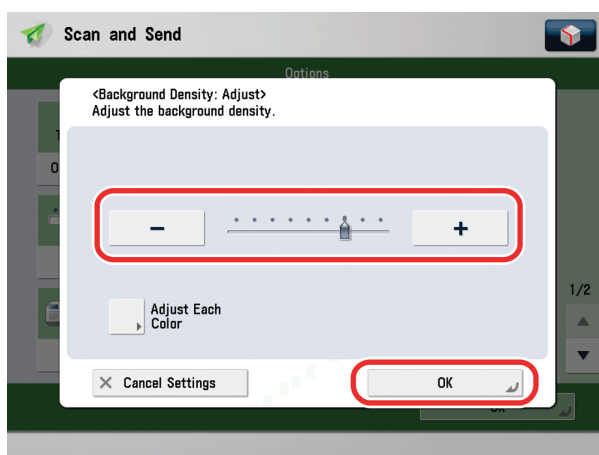 Scan and Send
Options
<Background Density: Adjust>
Adjust the background density.
−
+
Adjust Each
Color
1/2
Cancel Settings
OK